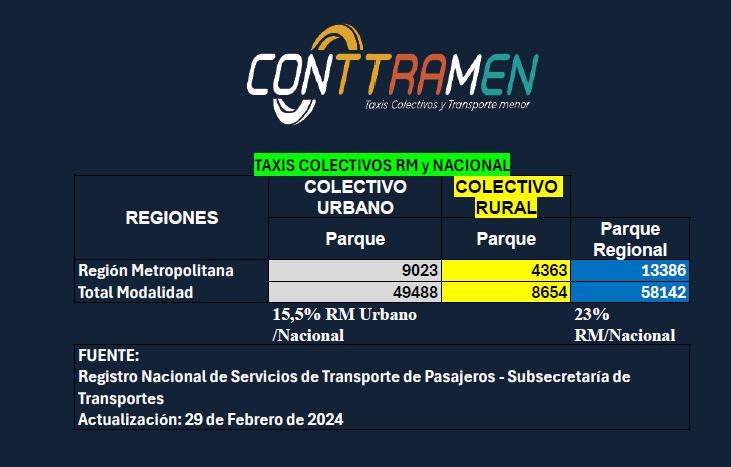 CONTTRAMEN
Taxis Colectivos y Transporte menor
TAXIS COLECTIVOS RM y NACIONAL
REGIONES
COLECTIVO
URBANO
COLECTIVO
RURAL
Parque
Parque
Parque
Regional
Región Metropolitana 9023 4363 13386
Total Modalidad 49488 8654 58142
15,5% RM Urbano
/Nacional
23%
RM/Nacional
FUENTE:
Registro Nacional de Servicios de Transporte de Pasajeros - Subsecretaría de
Transportes
Actualización: 29 de Febrero de 2024